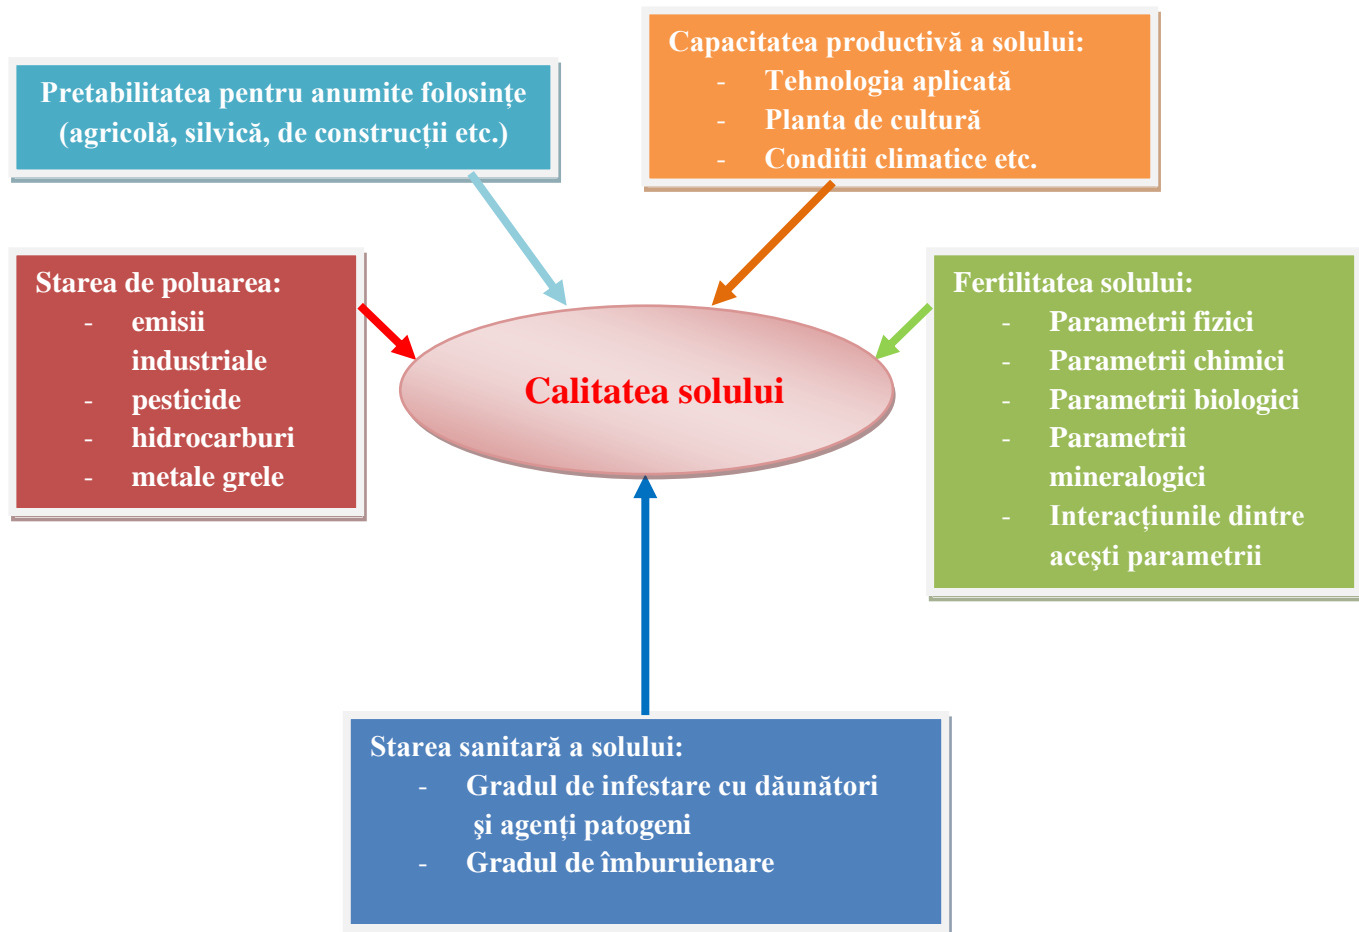 Capacitatea productivă a solului:
- Tehnologia aplicată
- Planta de cultură
- Conditii climatice etc.
Pretabilitatea pentru anumite folosințe
(agricolă, silvică, de construcții etc.)
Starea de poluarea:
- emisii
industriale
- pesticide
- hidrocarburi
- metale grele
Calitatea solului
Fertilitatea solului:
- Parametrii fizici
- Parametrii chimici
- Parametrii biologici
- Parametrii
mineralogici
- Interacțiunile dintre
aceşti parametrii
Starea sanitară a solului:
- Gradul de infestare cu dăunători
şi agenți patogeni
- Gradul de îmburuienare